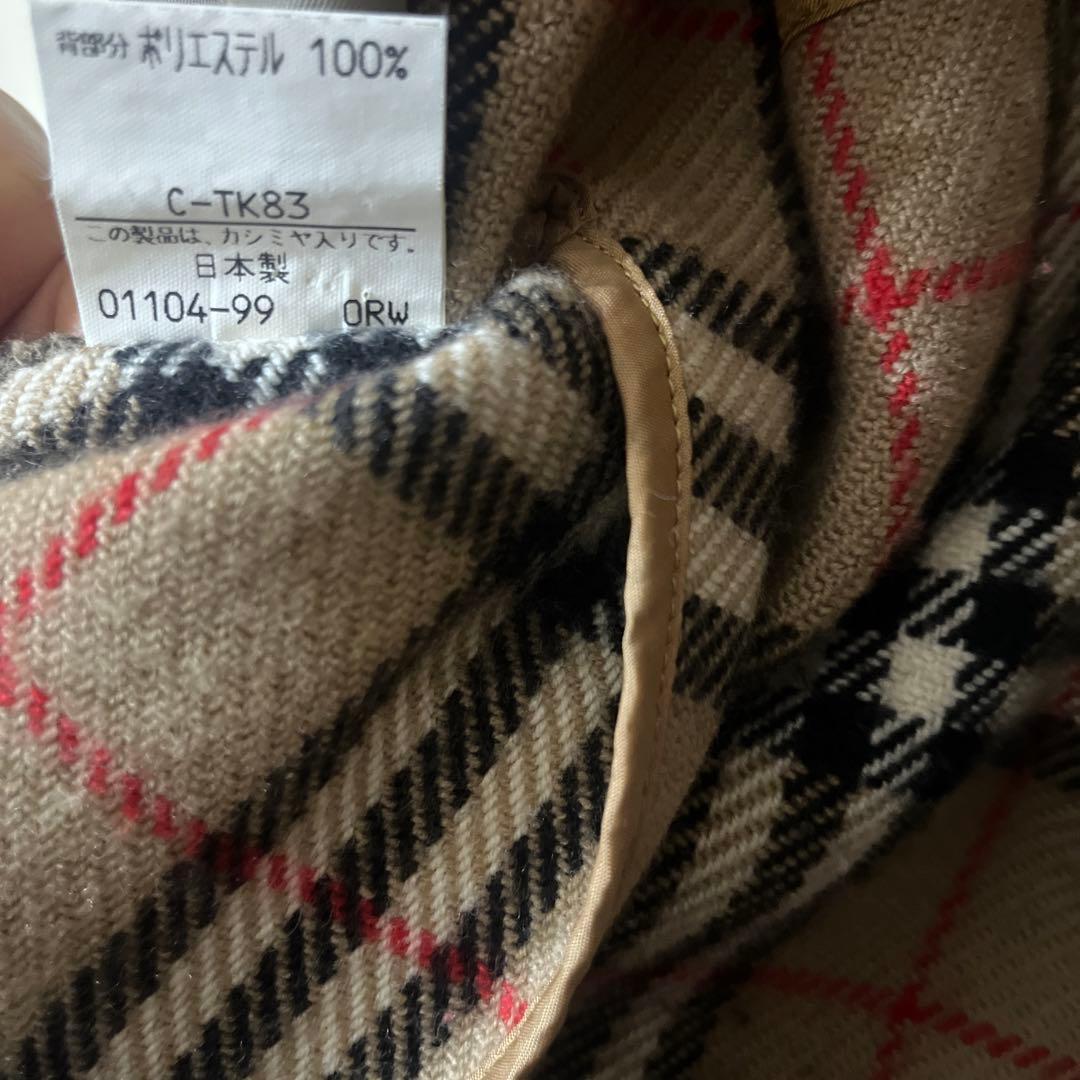 背部分 ポリエステル 100%
C-TK83
この製品は、カシミヤ入りです。
日本製
01104-99 ORW